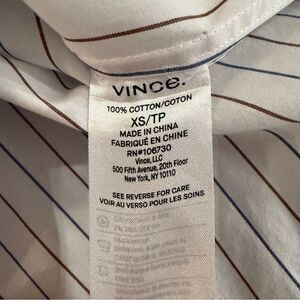 VINCE.
100% COTTON/COTON
XS/TP
MADE IN CHINA
FABRIQUÉ EN CHINE
RN#106730
Vince, LLC
500 Fifth Avenue, 20th Floor
New York, NY 10110
SEE REVERSE FOR CARE
VOIR AU VERSO POUR LES SOINS